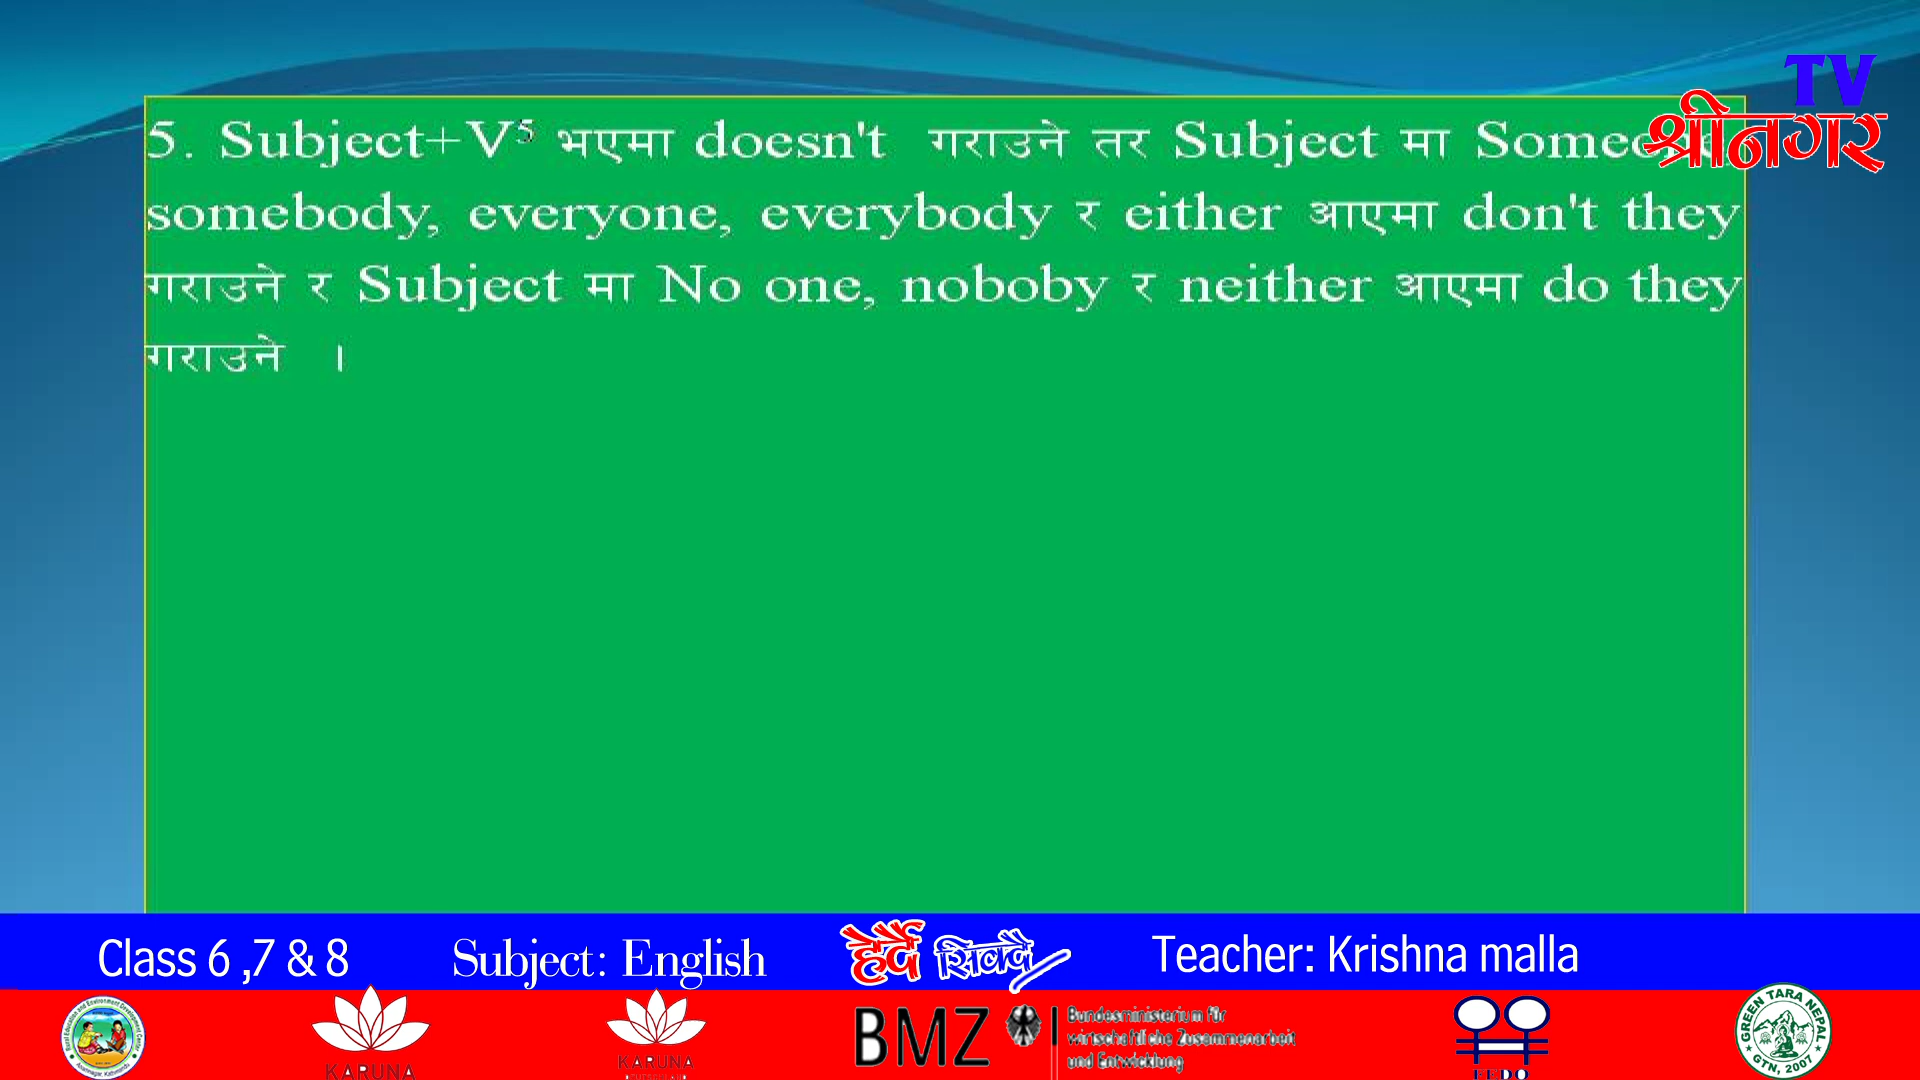 TV
श्रीनगर
5. Subject+V⁵ भएमा doesn't गराउने तर Subject मा
somebody, everyone, everybody र either आएमा don't they
गराउने र Subject मा No one, noboby र neither आएमा do they
गराउने ।
Class 6 ,7 & 8 Subject: English हेर्दै सिक्दै Teacher: Krishna malla
KARUNA
KARUNA
BMZ
Bundesministerium für
wirtschaftliche Zusammenarbeit
und Entwicklung
FEDO
GREEN TARA NEPAL
GTN, 2007